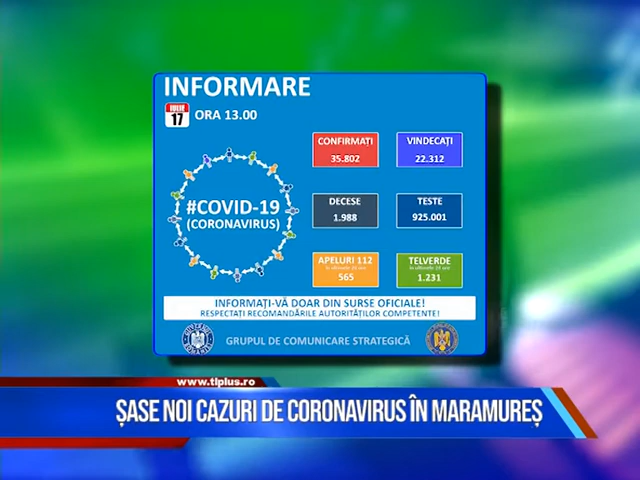 INFORMARE
IULIE
17
ORA 13.00
CONFIRMAȚI
35.802
VINDECAȚI
22.312
#COVID-19
(CORONAVIRUS)
DECESE
1.988
TESTE
925.001
APELURI 112
565
TELVERDE
1.231
INFORMAȚI-VĂ DOAR DIN SURSE OFICIALE!
RESPECTAȚI RECOMANDĂRILE AUTORITĂȚILOR COMPETENTE!
GRUPUL DE COMUNICARE STRATEGICĂ
www.tlplus.ro
ȘASE NOI CAZURI DE CORONAVIRUS ÎN MARAMUREȘ